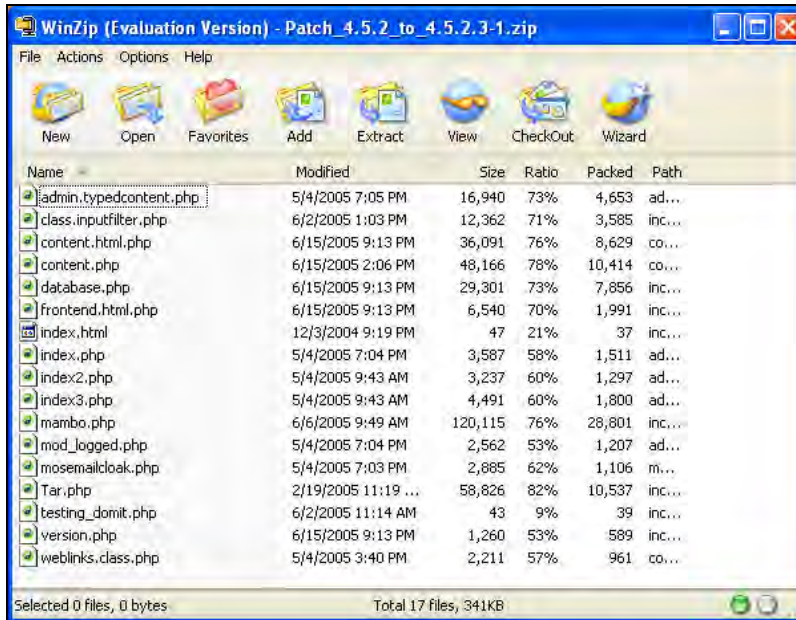 WinZip (Evaluation Version) - Patch_4.5.2_to_4.5.2.3-1.zip
File Actions Options Help
New Open Favorites Add Extract View CheckOut Wizard
Name Modified Size Ratio Packed Path
admin.typedcontent.php 5/4/2005 7:05 PM 16,940 73% 4,653 ad...
class.inputfilter.php 6/2/2005 1:03 PM 12,362 71% 3,585 inc...
content.html.php 6/15/2005 9:13 PM 36,091 76% 8,629 co...
content.php 6/15/2005 2:06 PM 48,166 78% 10,414 co...
database.php 6/15/2005 9:13 PM 29,301 73% 7,856 inc...
frontend.html.php 6/15/2005 9:13 PM 6,540 70% 1,991 inc...
index.html 12/3/2004 9:19 PM 47 21% 37 inc...
index.php 5/4/2005 7:04 PM 3,587 58% 1,511 ad...
index2.php 5/4/2005 9:43 AM 3,237 60% 1,297 ad...
index3.php 5/4/2005 9:43 AM 4,491 60% 1,800 ad...
mambo.php 6/6/2005 9:49 AM 120,115 76% 28,801 inc...
mod_logged.php 5/4/2005 7:04 PM 2,562 53% 1,207 ad...
mosemailcloak.php 5/4/2005 7:03 PM 2,885 62% 1,106 m...
Tar.php 2/19/2005 11:19 ... 58,826 82% 10,537 inc...
testing_domit.php 6/2/2005 11:14 AM 43 9% 39 inc...
version.php 6/15/2005 9:13 PM 1,260 53% 589 inc...
weblinks.class.php 5/4/2005 3:40 PM 2,211 57% 961 co...
Selected 0 files, 0 bytes Total 17 files, 341KB